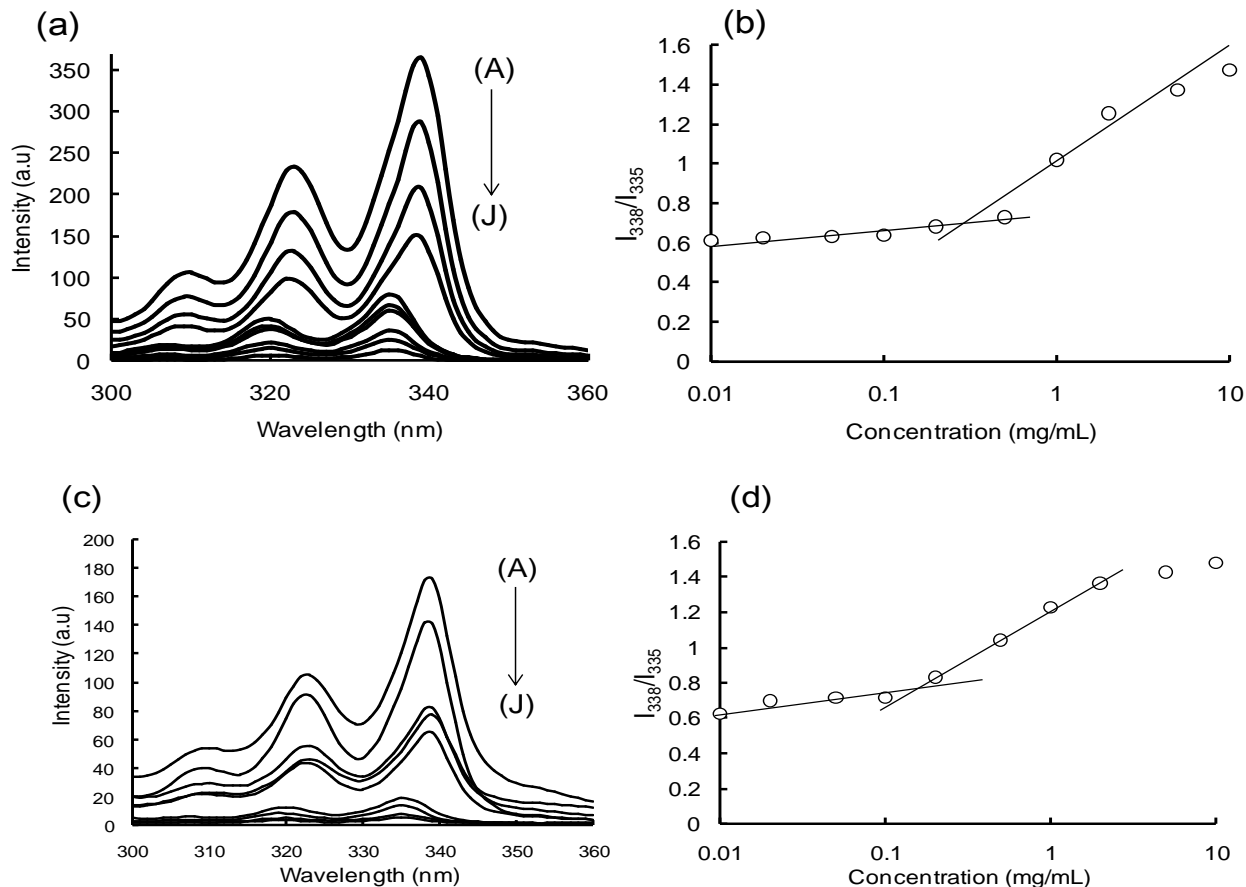 (a)
350
300
250
200
150
100
50
0
Intensity (a.u)
(A)
(J)
300 320 340 360
Wavelength (nm)
(b)
1.6
1.4
1.2
1
0.8
0.6
0.4
0.2
0
I338/I335
0.01 0.1 1 10
Concentration (mg/mL)
(c)
200
180
160
140
120
100
80
60
40
20
0
Intensity (a.u)
(A)
(J)
300 310 320 330 340 350 360
Wavelength (nm)
(d)
1.6
1.4
1.2
1
0.8
0.6
0.4
0.2
0
I338/I335
0.01 0.1 1 10
Concentration (mg/mL)